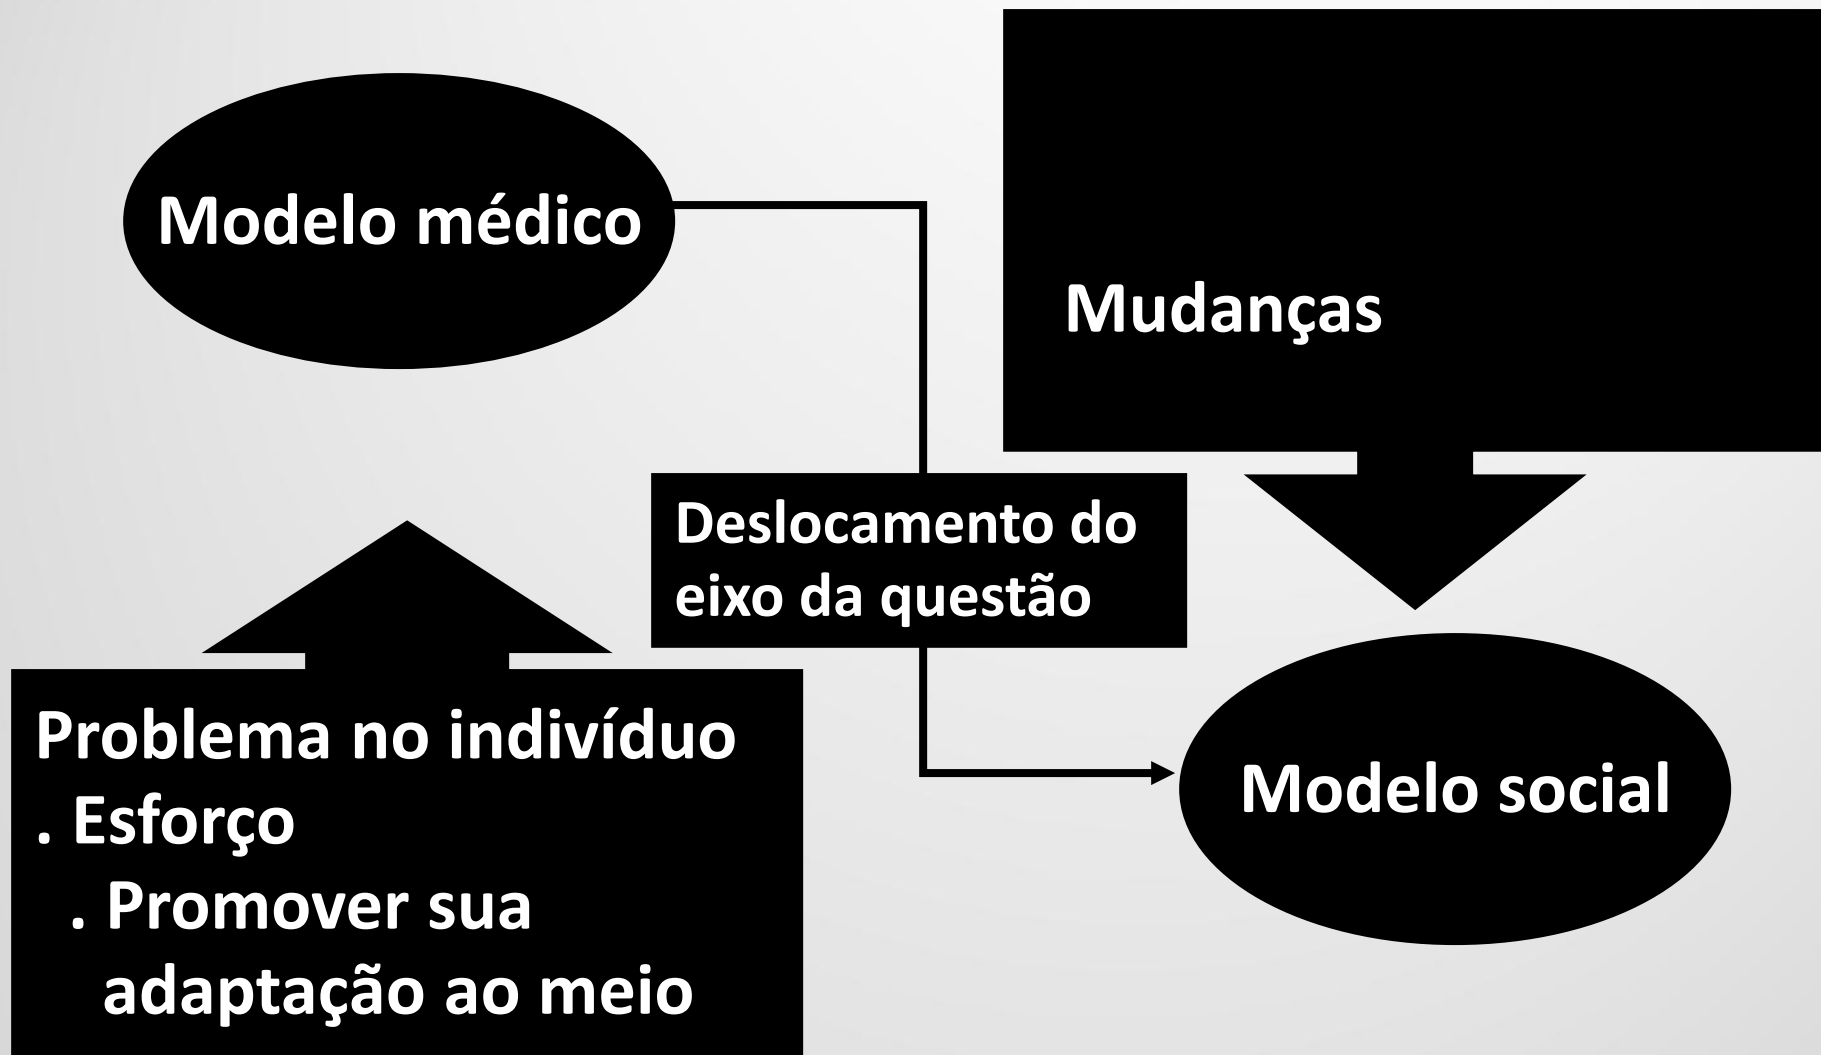 Modelo médico
Mudanças
Deslocamento do
eixo da questão
Problema no indivíduo
. Esforço
. Promover sua
adaptação ao meio
Modelo social